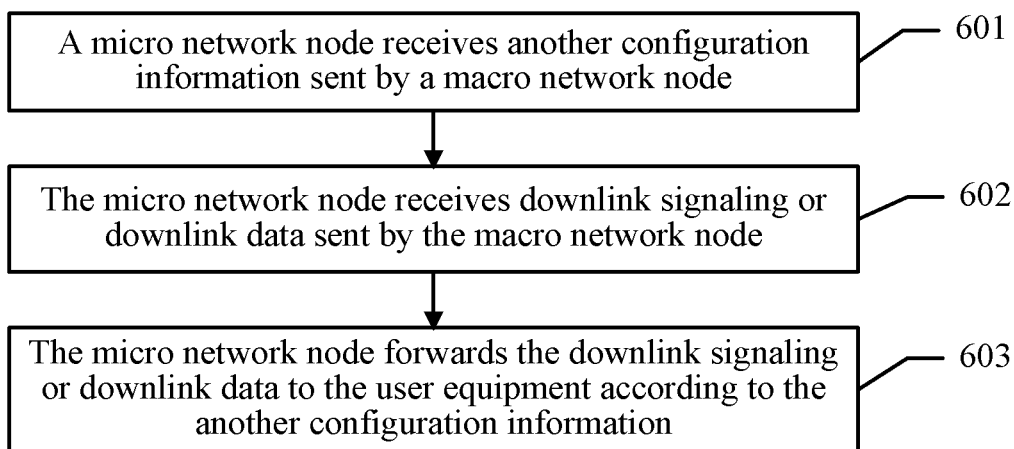 A micro network node receives another configuration
information sent by a macro network node
601
The micro network node receives downlink signaling or
downlink data sent by the macro network node
602
The micro network node forwards the downlink signaling
or downlink data to the user equipment according to the
another configuration information
603